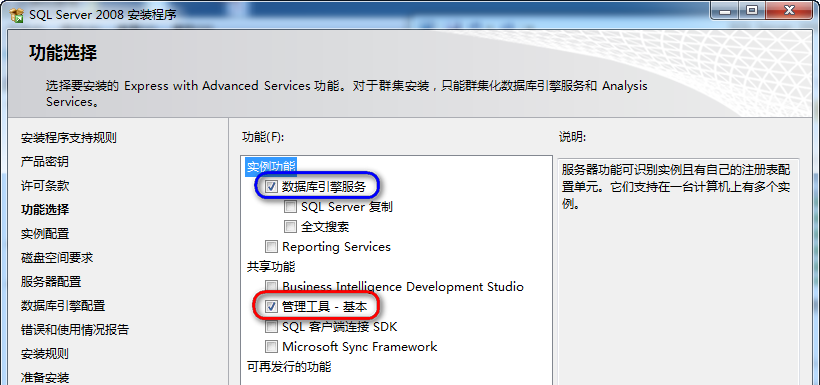 SQL Server 2008 安装程序
功能选择
选择要安装的 Express with Advanced Services 功能。对于群集安装，只能群集化数据库引擎服务和 Analysis
Services。
安装程序支持规则
产品密钥
许可条款
功能选择
实例配置
磁盘空间要求
服务器配置
数据库引擎配置
错误和使用情况报告
安装规则
准备安装
功能(F):
实例功能
数据库引擎服务
SQL Server 复制
全文搜索
Reporting Services
共享功能
Business Intelligence Development Studio
管理工具 - 基本
SQL 客户端连接 SDK
Microsoft Sync Framework
可再发行的功能
说明:
服务器功能可识别实例且有自己的注册表配
置单元。它们支持在一台计算机上有多个实
例。